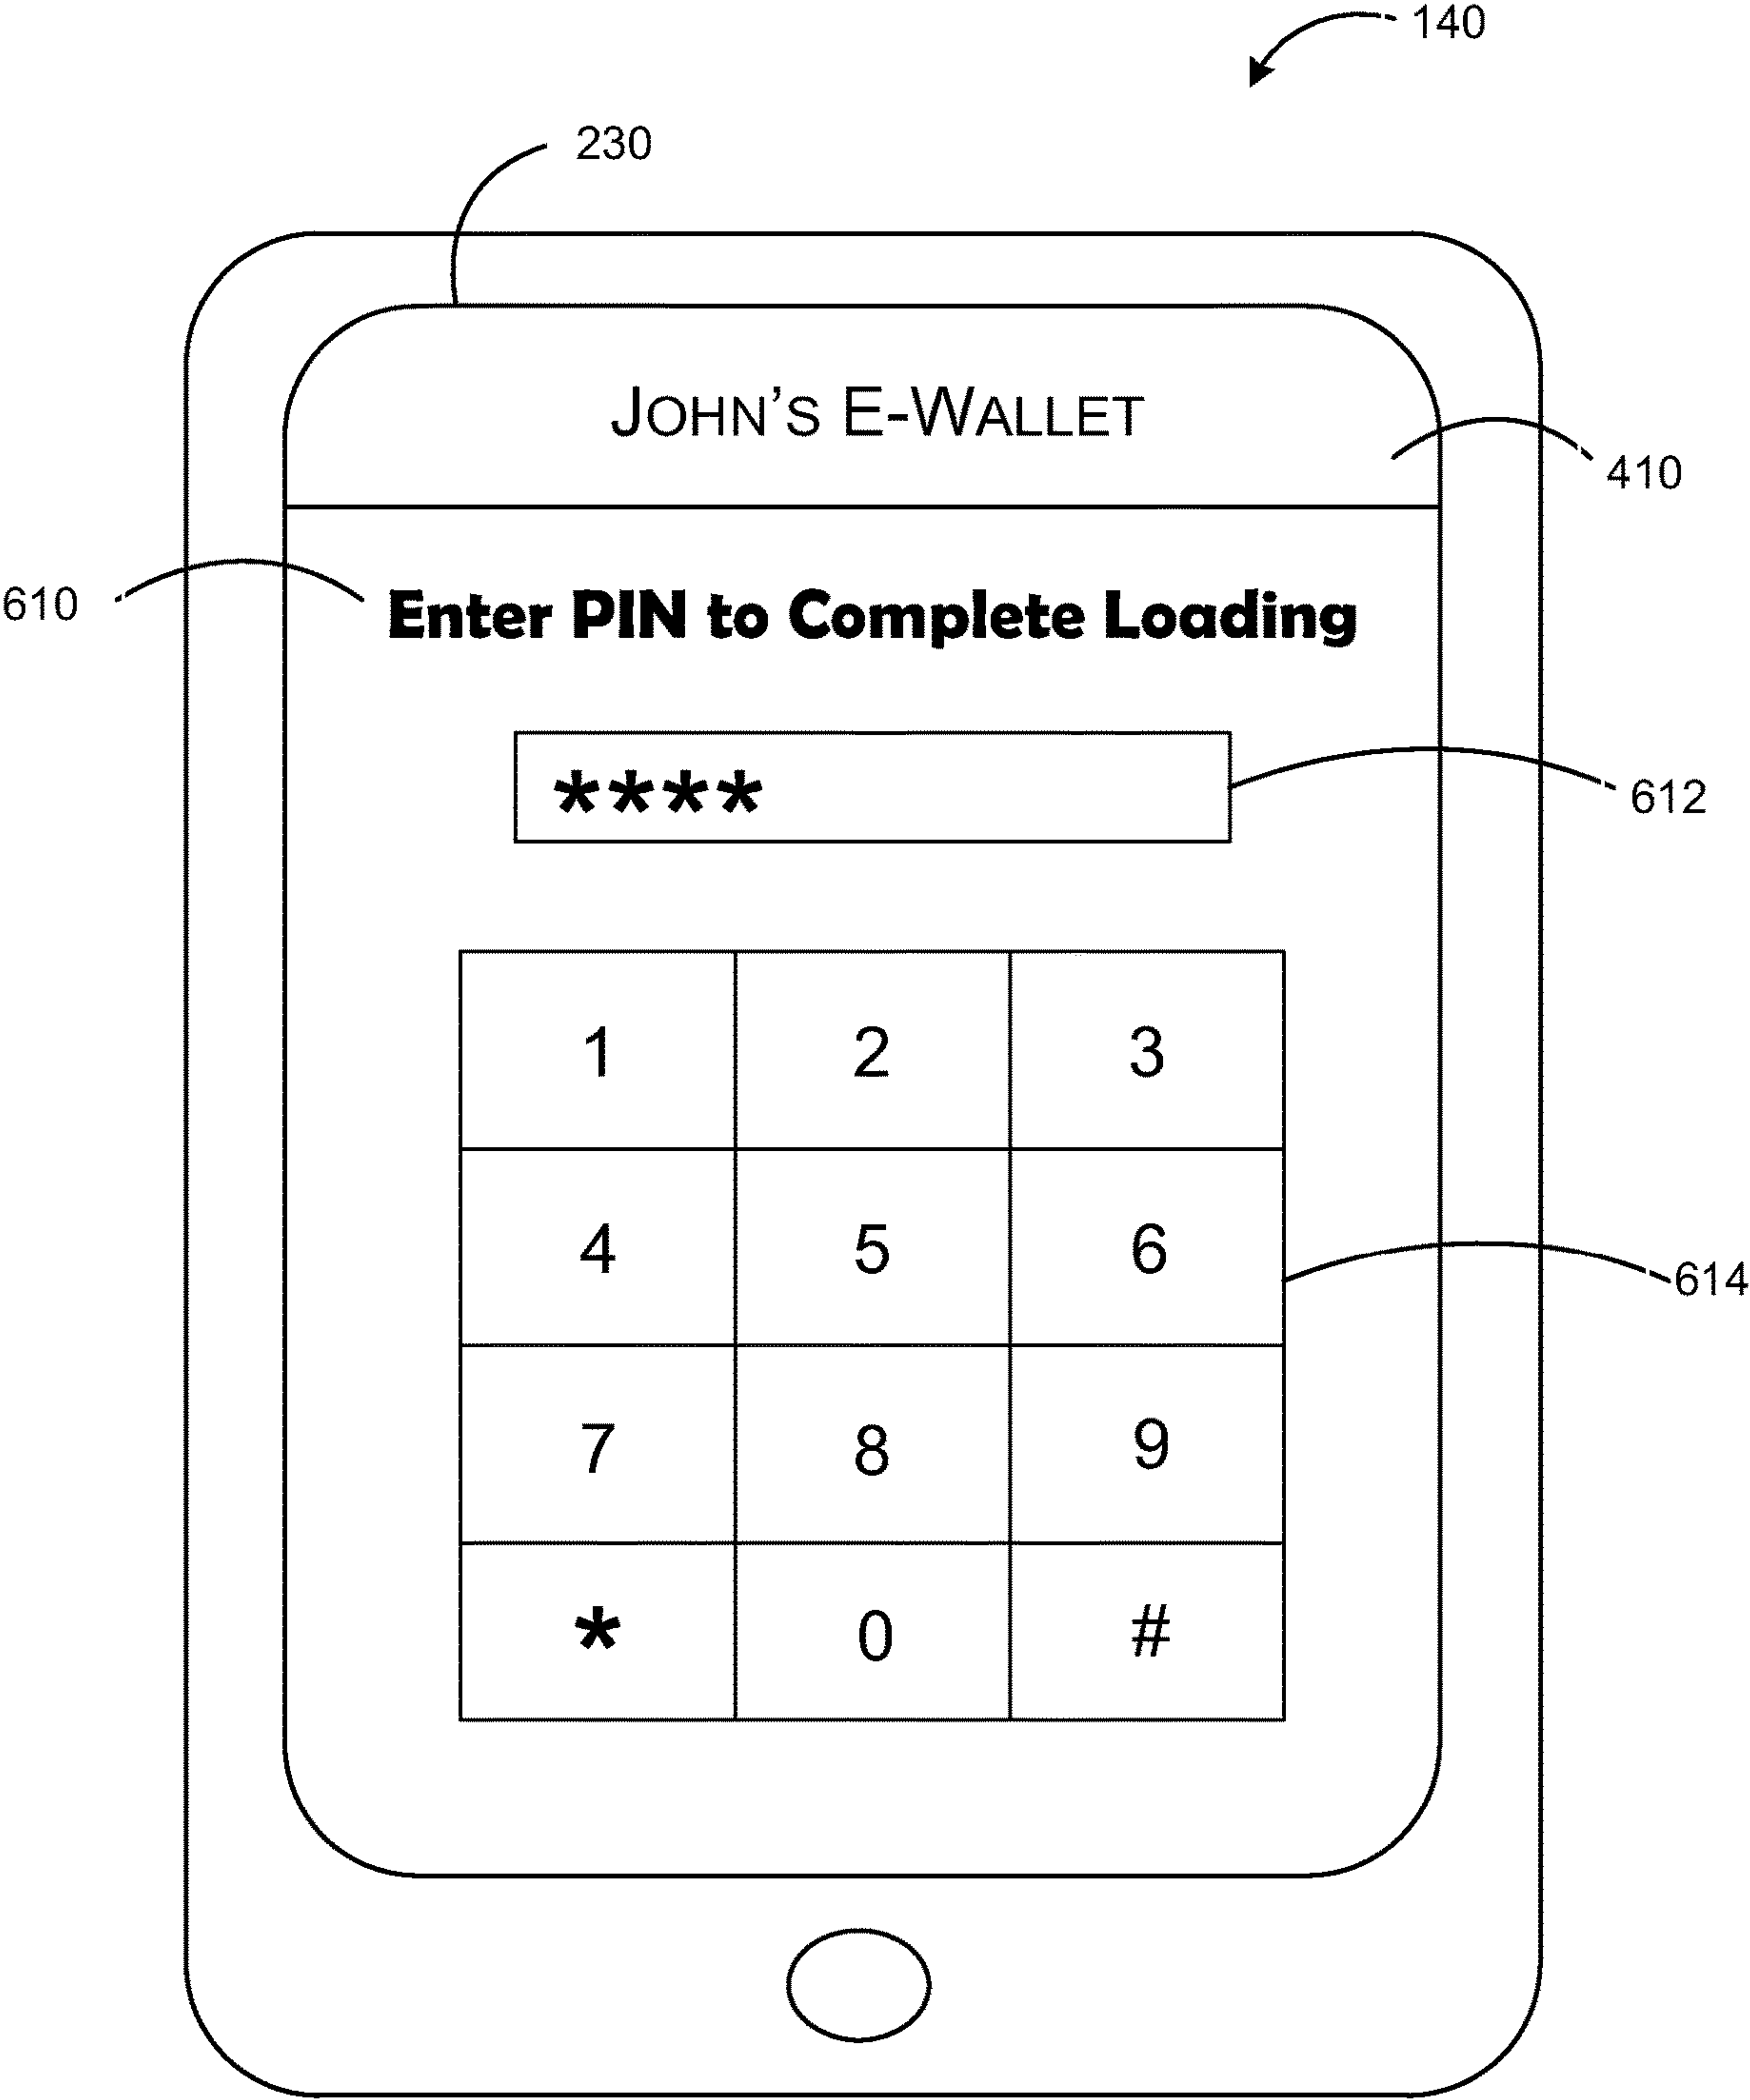 140
230
JOHN'S E-WALLET
410
610
Enter PIN to Complete Loading
****
612
1 2 3
4 5 6
614
7 8 9
* 0 #